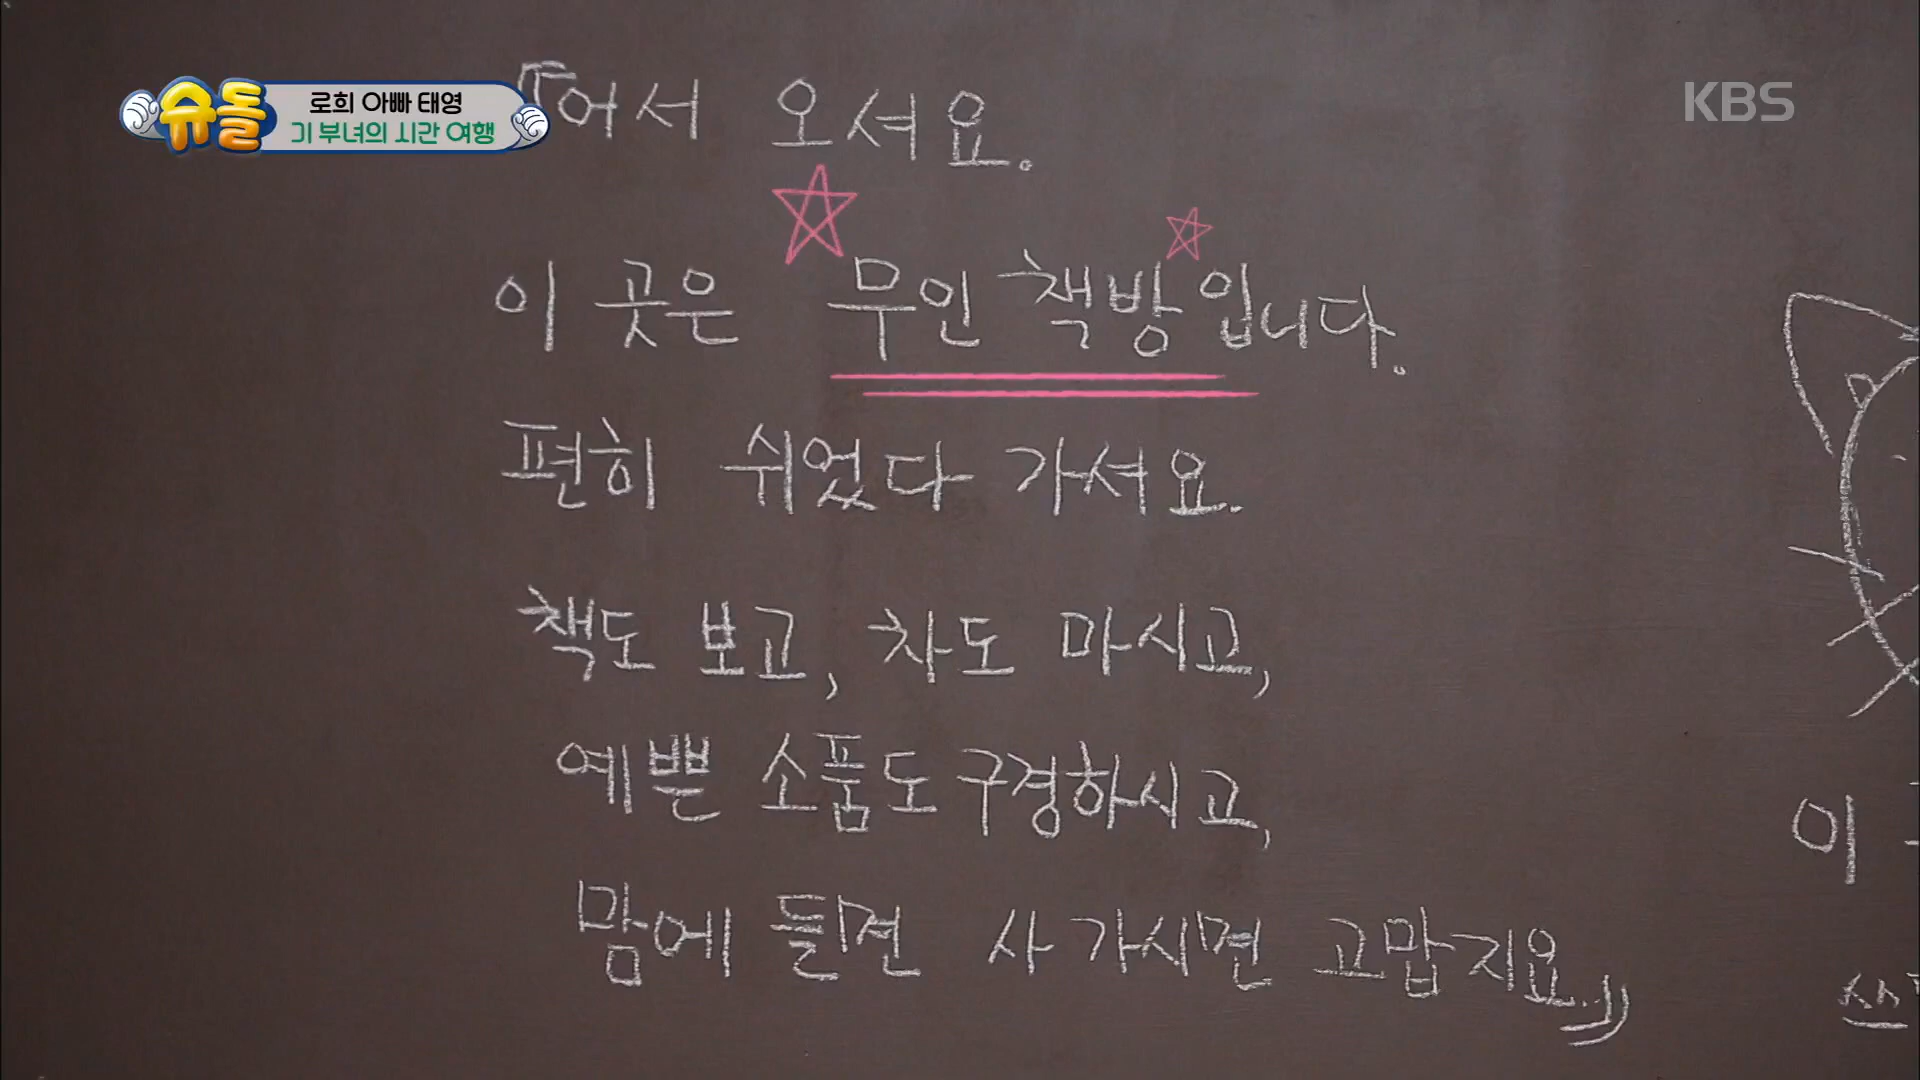 슈돌
로희 아빠 태영
기 부녀의 시간 여행
KBS
『어서 오셔요.
이 곳은 무인 책방입니다.
편히 쉬었다 가셔요.
책도 보고, 차도 마시고,
예쁜 소품도 구경하시고,
맘에 들면 사 가시면 고맙지요..』
이